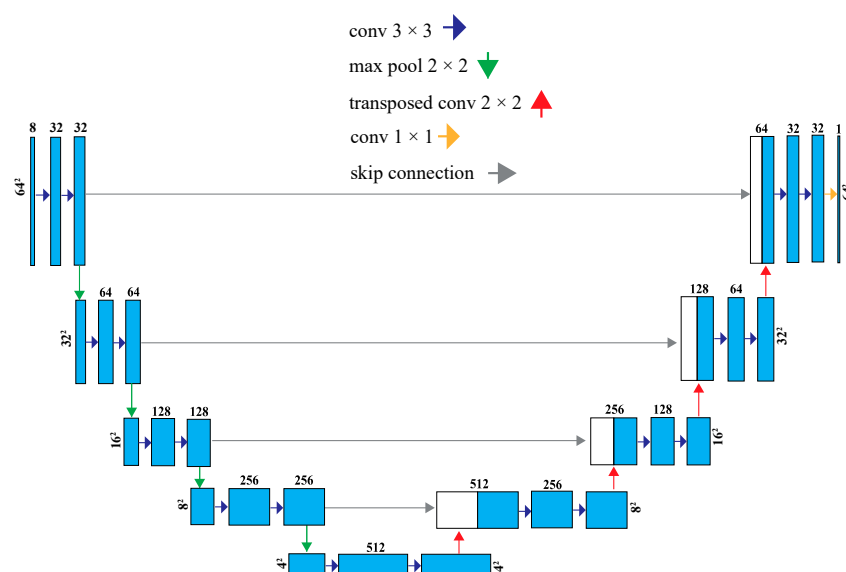 conv 3 × 3
max pool 2 × 2
transposed conv 2 × 2
conv 1 × 1
skip connection
8 32 32
64²
64 32 32 1
64 64
32²
128 64
32²
128 128
16²
256 128
16²
256 256
8²
512 256
8²
512
4²
4²